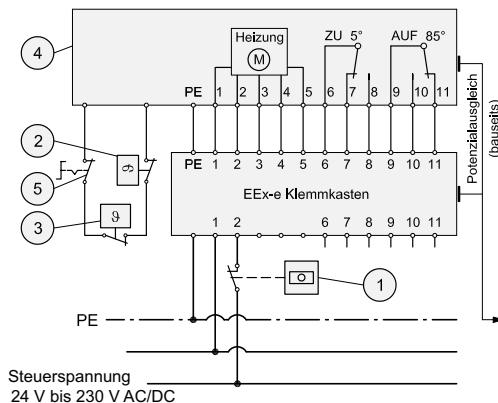 Heizung
ZU 5° AUF 85°
M
4
PE 1 2 3 4 5 6 7 8 9 10 11
2
ϑ
5
3
ϑ
PE 1 2 3 4 5 6 7 8 9 10 11
EEx-e Klemmkasten
1 2 6 7 8 9 10 11
Potenzialausgleich
(bauseits)
1
PE
Steuerspannung
24 V bis 230 V AC/DC